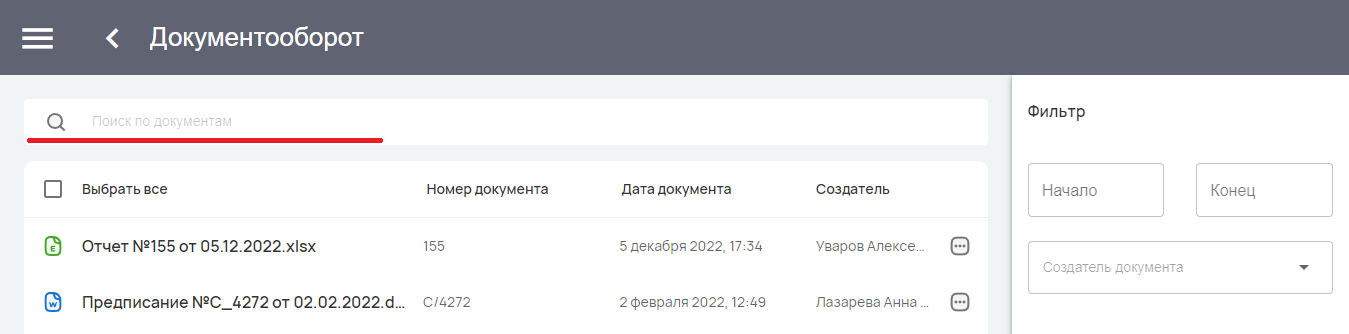 Документооборот
Поиск по документам
Фильтр
Выбрать все Номер документа Дата документа Создатель
Начало Конец
Отчет №155 от 05.12.2022.xlsx 155 5 декабря 2022, 17:34 Уваров Алексе...
Создатель документа
Предписание №С_4272 от 02.02.2022.d... С/4272 2 февраля 2022, 12:49 Лазарева Анна ...